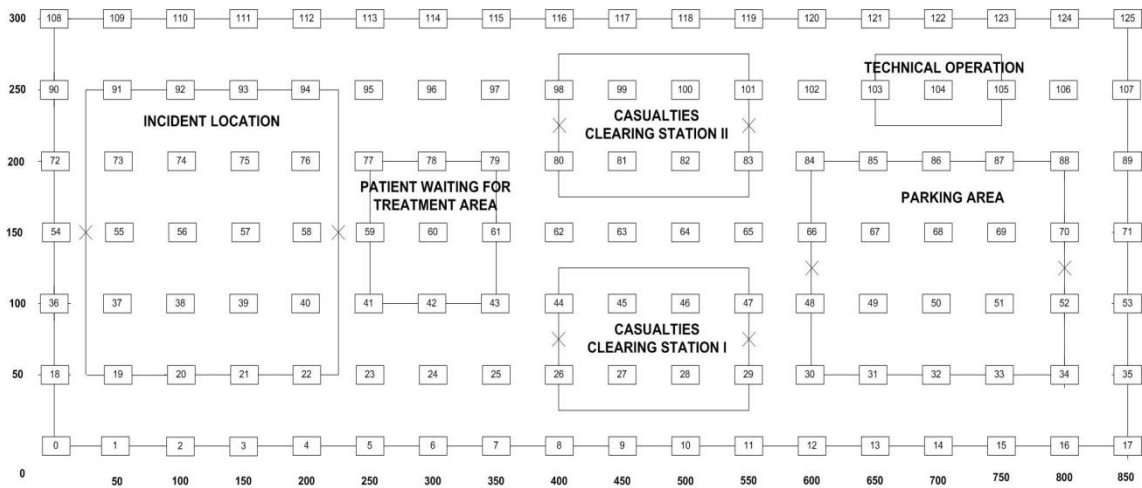 300 108 109 110 111 112 113 114 115 116 117 118 119 120 121 122 123 124 125
TECHNICAL OPERATION
250 90 91 92 93 94 95 96 97 98 99 100 101 102 103 104 105 106 107
INCIDENT LOCATION
CASUALTIES
CLEARING STATION II
200 72 73 74 75 76 77 78 79 80 81 82 83 84 85 86 87 88 89
PATIENT WAITING FOR
TREATMENT AREA
PARKING AREA
150 54 55 56 57 58 59 60 61 62 63 64 65 66 67 68 69 70 71
100 36 37 38 39 40 41 42 43 44 45 46 47 48 49 50 51 52 53
CASUALTIES
CLEARING STATION I
50 18 19 20 21 22 23 24 25 26 27 28 29 30 31 32 33 34 35
0 1 2 3 4 5 6 7 8 9 10 11 12 13 14 15 16 17
0 50 100 150 200 250 300 350 400 450 500 550 600 650 700 750 800 850